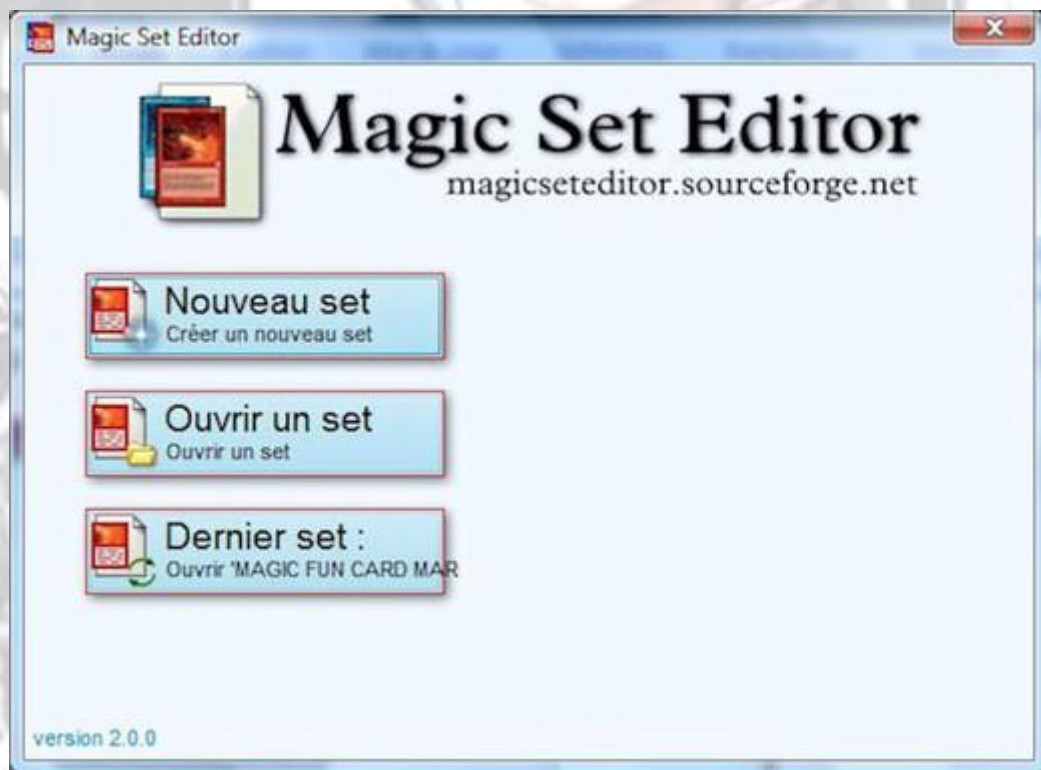 Magic Set Editor
Magic Set Editor
magicseteditor.sourceforge.net
Nouveau set
Créer un nouveau set
Ouvrir un set
Ouvrir un set
Dernier set :
Ouvrir 'MAGIC FUN CARD MAR
version 2.0.0